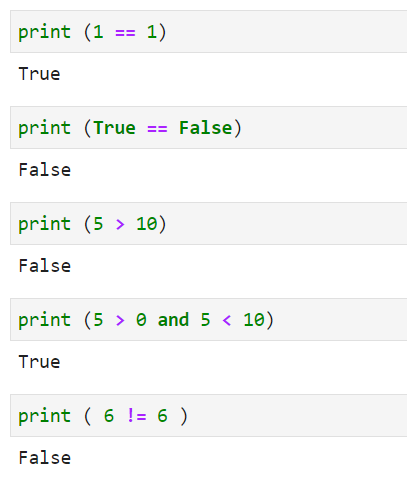 print (1 == 1)
True
print (True == False)
False
print (5 > 10)
False
print (5 > 0 and 5 < 10)
True
print ( 6 != 6 )
False